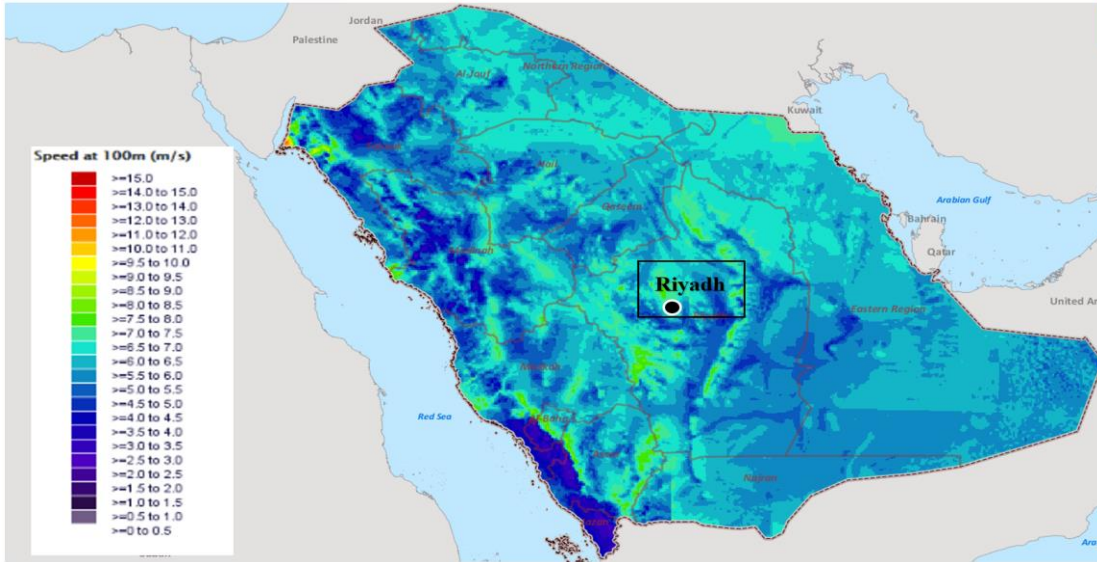 Jordan
Palestine
Northern Region
Al Jouf
Kuwait
Hail
Qaseem
Arabian Gulf
Bahrain
Qatar
Riyadh
United Ar
Eastern Region
Madinah
Makkah
Red Sea
Najran
Speed at 100m (m/s)
>=15.0
>=14.0 to 15.0
>=13.0 to 14.0
>=12.0 to 13.0
>=11.0 to 12.0
>=10.0 to 11.0
>=9.5 to 10.0
>=9.0 to 9.5
>=8.5 to 9.0
>=8.0 to 8.5
>=7.5 to 8.0
>=7.0 to 7.5
>=6.5 to 7.0
>=6.0 to 6.5
>=5.5 to 6.0
>=5.0 to 5.5
>=4.5 to 5.0
>=4.0 to 4.5
>=3.5 to 4.0
>=3.0 to 3.5
>=2.5 to 3.0
>=2.0 to 2.5
>=1.5 to 2.0
>=1.0 to 1.5
>=0.5 to 1.0
>=0 to 0.5